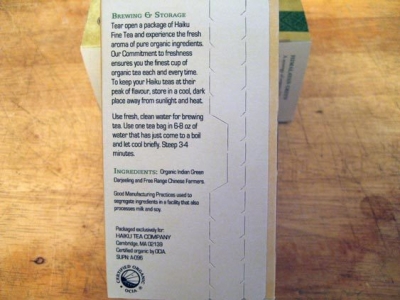 BREWING & STORAGE
Tear open a package of Haiku
Fine Tea and experience the fresh
aroma of pure organic ingredients.
Our Commitment to freshness
ensures you the finest cup of
organic tea each and every time.
To keep your Haiku teas at their
peak of flavour, store in a cool, dark
place away from sunlight and heat.
Use fresh, clean water for brewing
tea. Use one tea bag in 6-8 oz of
water that has just come to a boil
and let cool briefly. Steep 3-4
minutes.
INGREDIENTS: Organic Indian Green
Darjeeling and Free Range Chinese Farmers.
Good Manufacturing Practices used to
segregate ingredients in a facility that also
processes milk and soy.
Packaged exclusively for:
HAIKU TEA COMPANY
Cambridge, MA 02139
Certified organic by OCIA.
SUPN: A-096
CERTIFIED ORGANIC
OCIA